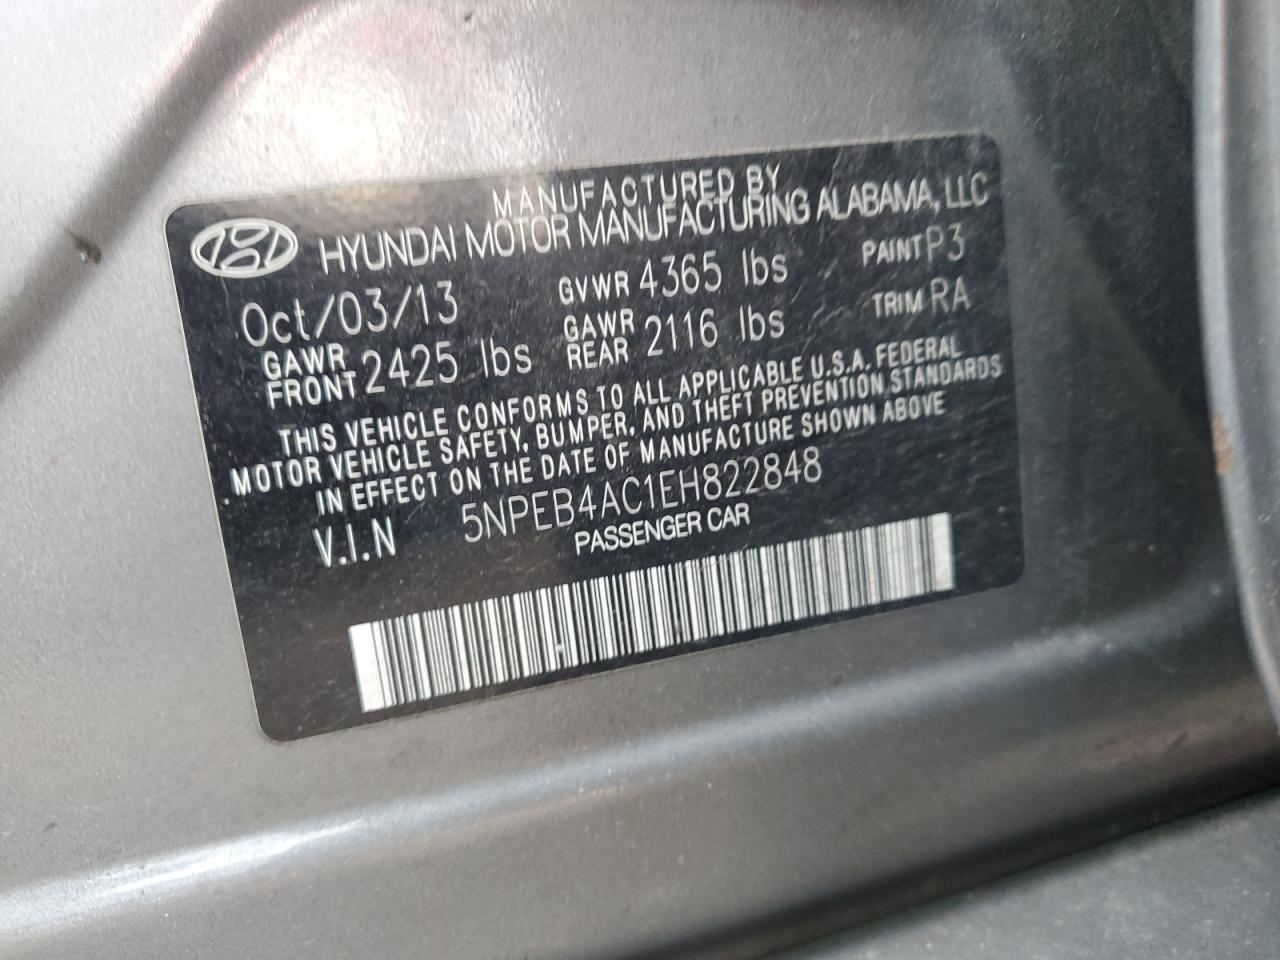 MANUFACTURED BY
HYUNDAI MOTOR MANUFACTURING ALABAMA, LLC
Oct/03/13 GVWR 4365 lbs PAINT P3
GAWR FRONT 2425 lbs GAWR REAR 2116 lbs TRIM RA
THIS VEHICLE CONFORMS TO ALL APPLICABLE U.S.A. FEDERAL
MOTOR VEHICLE SAFETY, BUMPER, AND THEFT PREVENTION STANDARDS
IN EFFECT ON THE DATE OF MANUFACTURE SHOWN ABOVE
V.I.N 5NPEB4AC1EH822848
PASSENGER CAR